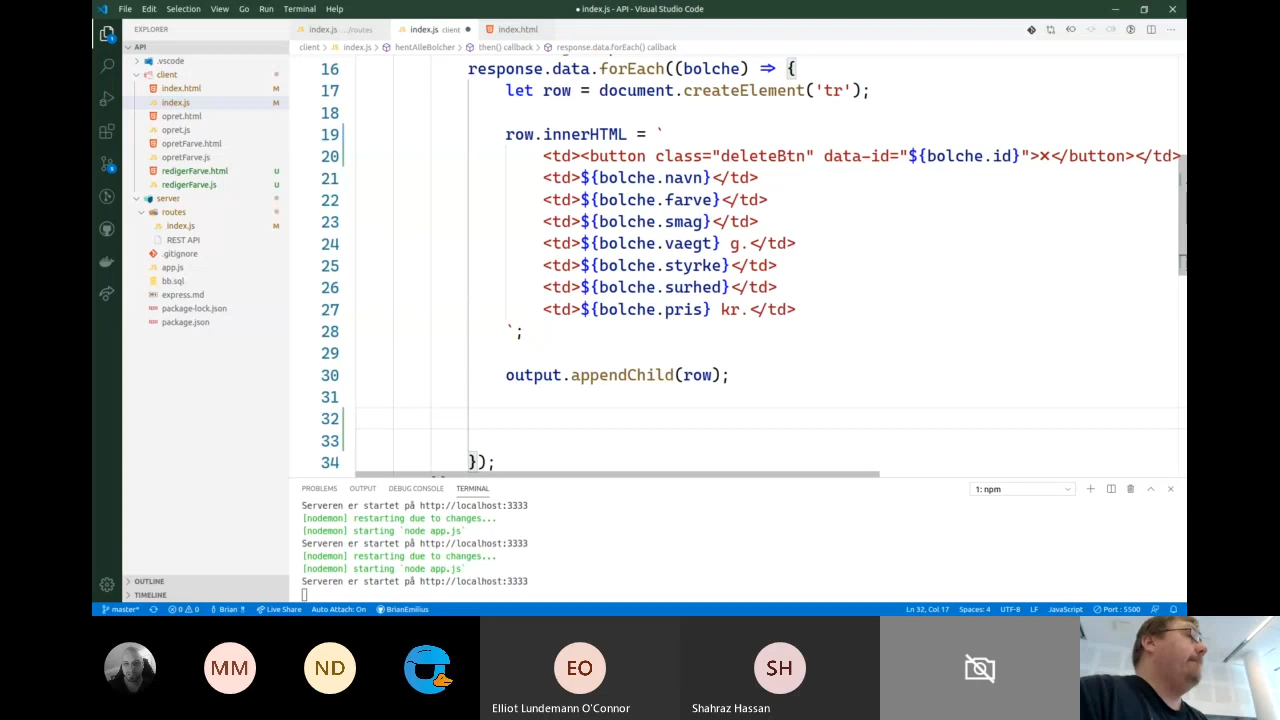 File Edit Selection View Go Run Terminal Help
● index.js - API - Visual Studio Code
EXPLORER
API
.vscode
client
index.html M
index.js M
opret.html
opret.js
opretFarve.html
opretFarve.js
redigerFarve.html U
redigerFarve.js U
server
routes
index.js M
REST API
.gitignore
app.js
bb.sql
express.md
package-lock.json
package.json
OUTLINE
TIMELINE
index.js .../routes
index.js client ●
index.html
client > index.js > hentAlleBolcher > then() callback > response.data.forEach() callback
16 response.data.forEach((bolche) => {
17 let row = document.createElement('tr');
18
19 row.innerHTML = `
20 <td><button class="deleteBtn" data-id="${bolche.id}">×</button></td>
21 <td>${bolche.navn}</td>
22 <td>${bolche.farve}</td>
23 <td>${bolche.smag}</td>
24 <td>${bolche.vaegt} g.</td>
25 <td>${bolche.styrke}</td>
26 <td>${bolche.surhed}</td>
27 <td>${bolche.pris} kr.</td>
28 `;
29
30 output.appendChild(row);
31
32
33
34 });
PROBLEMS OUTPUT DEBUG CONSOLE TERMINAL
1: npm
Serveren er startet på http://localhost:3333
[nodemon] restarting due to changes...
[nodemon] starting `node app.js`
Serveren er startet på http://localhost:3333
[nodemon] restarting due to changes...
[nodemon] starting `node app.js`
Serveren er startet på http://localhost:3333
master* 0 0 Brian Live Share Auto Attach: On BrianEmilius
Ln 32, Col 17 Spaces: 4 UTF-8 LF JavaScript Port : 5500
MM
ND
EO
SH
Elliot Lundemann O'Connor
Shahraz Hassan